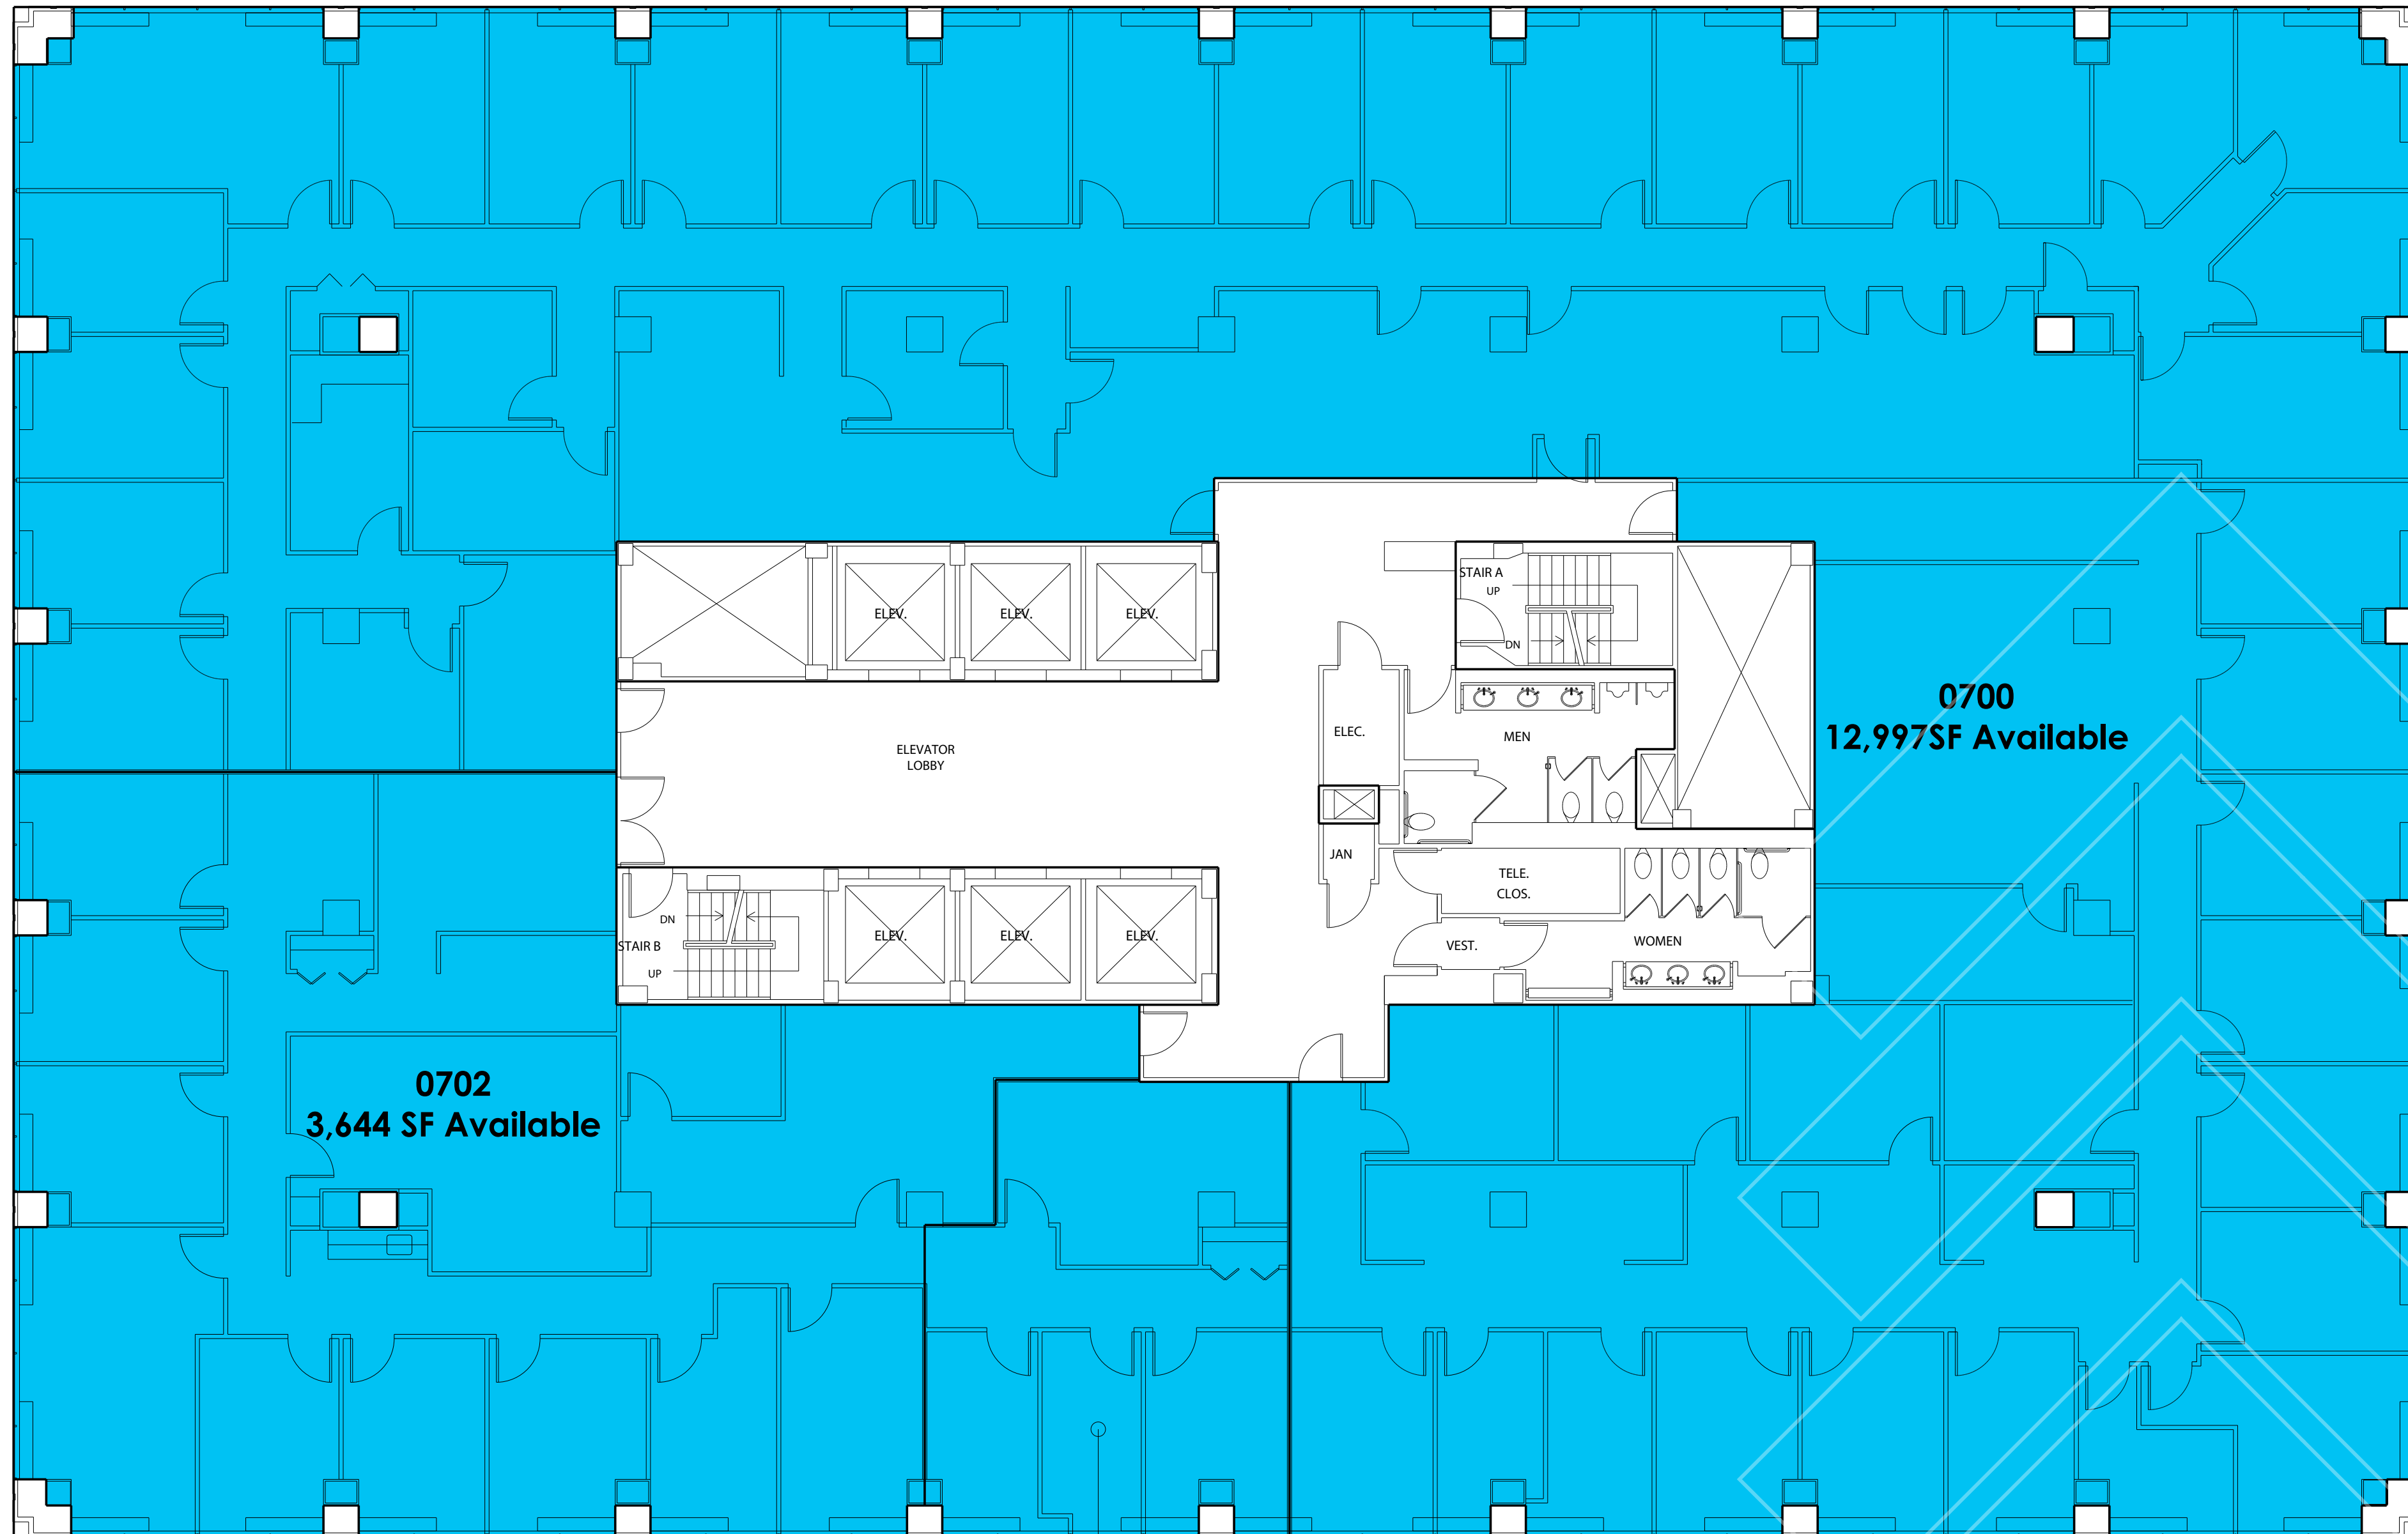 ELEV.
ELEV.
ELEV.
STAIR A
UP
DN
ELEVATOR
LOBBY
ELEC.
MEN
0700
12,997SF Available
JAN
TELE.
CLOS.
DN
STAIR B
UP
ELEV.
ELEV.
ELEV.
VEST.
WOMEN
0702
3,644 SF Available